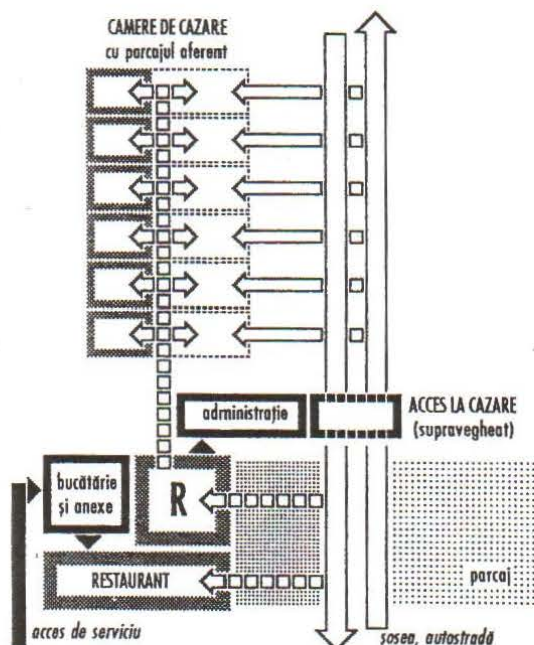 CAMERE DE CAZARE
cu parcajul aferent
administrație
ACCES LA CAZARE
(supravegheat)
bucătărie
și anexe
R
RESTAURANT
parcaj
acces de serviciu
șosea, autostradă